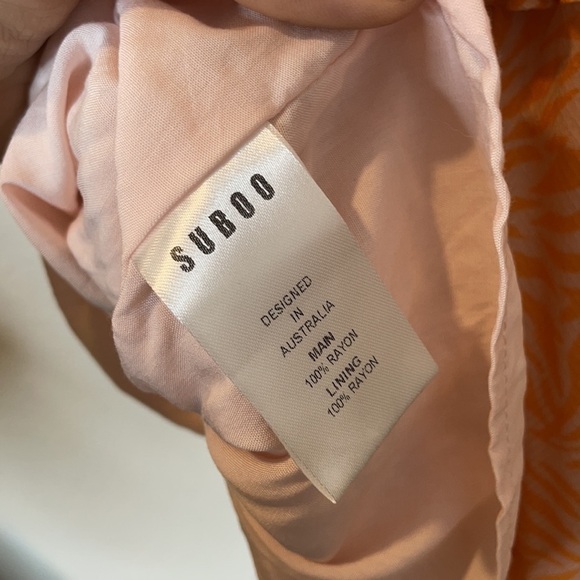 SUBOO
DESIGNED
IN
AUSTRALIA
MAIN
100% RAYON
LINING
100% RAYON